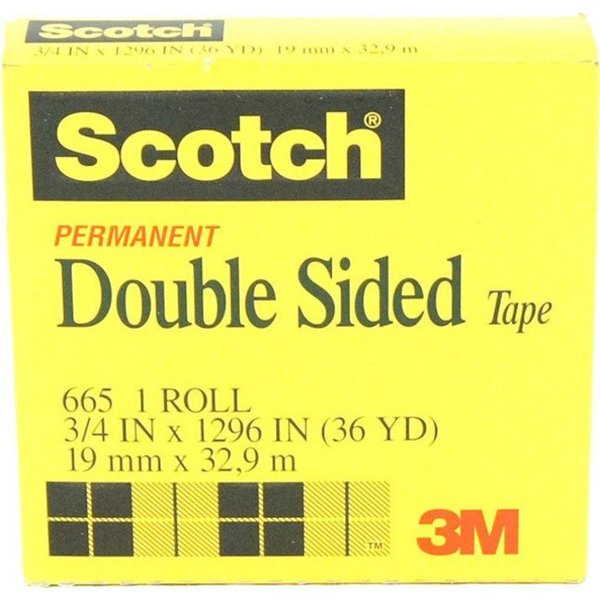 Scotch
3/4 IN x 1296 IN (36 YD) 19 mm x 32,9 m
Scotch®
PERMANENT
Double Sided Tape
665 1 ROLL
3/4 IN x 1296 IN (36 YD)
19 mm x 32,9 m
TM
3M